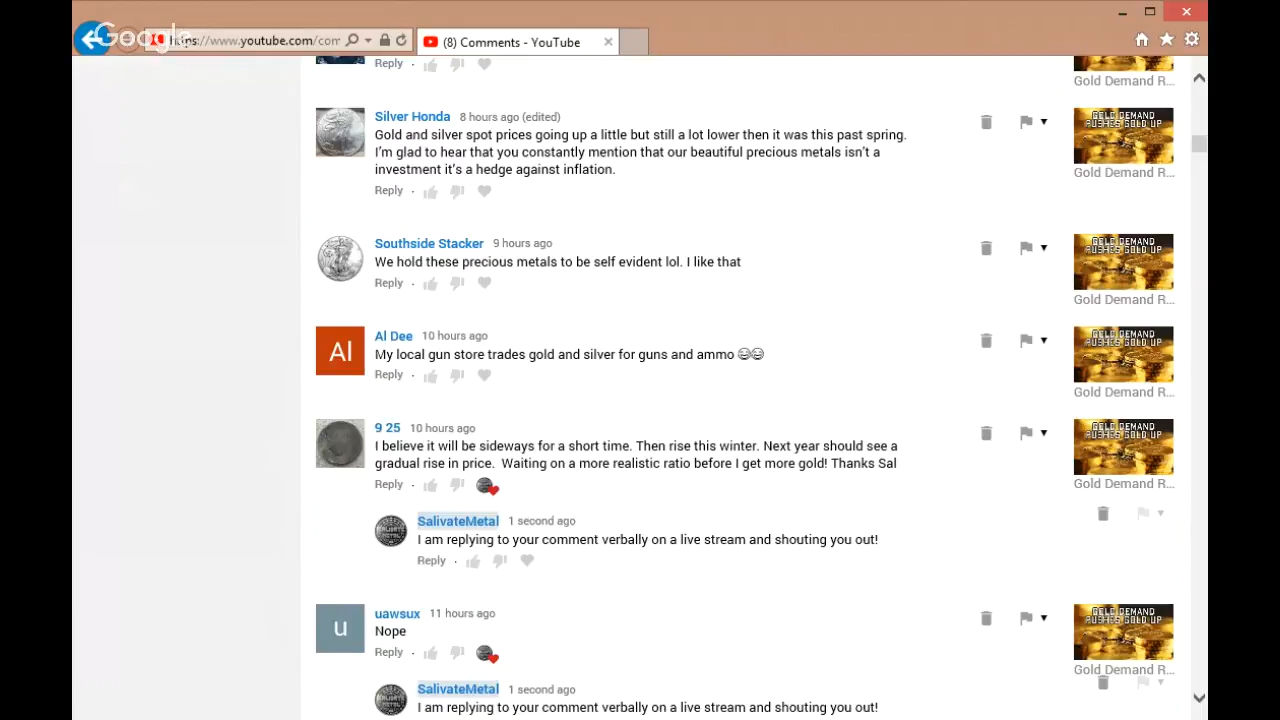 Google
https://www.youtube.com/com
(8) Comments - YouTube
Reply
Gold Demand R...
Silver Honda 8 hours ago (edited)
Gold and silver spot prices going up a little but still a lot lower then it was this past spring.
I'm glad to hear that you constantly mention that our beautiful precious metals isn't a
investment it's a hedge against inflation.
Reply
GOLD DEMAND
PUSHES GOLD UP
Gold Demand R...
Southside Stacker 9 hours ago
We hold these precious metals to be self evident lol. I like that
Reply
GOLD DEMAND
PUSHES GOLD UP
Gold Demand R...
Al
Al Dee 10 hours ago
My local gun store trades gold and silver for guns and ammo 😂😂
Reply
GOLD DEMAND
PUSHES GOLD UP
Gold Demand R...
9 25 10 hours ago
I believe it will be sideways for a short time. Then rise this winter. Next year should see a
gradual rise in price. Waiting on a more realistic ratio before I get more gold! Thanks Sal
Reply
GOLD DEMAND
PUSHES GOLD UP
Gold Demand R...
SALIVATE
METAL
SalivateMetal 1 second ago
I am replying to your comment verbally on a live stream and shouting you out!
Reply
u
uawsux 11 hours ago
Nope
Reply
GOLD DEMAND
PUSHES GOLD UP
Gold Demand R...
SALIVATE
METAL
SalivateMetal 1 second ago
I am replying to your comment verbally on a live stream and shouting you out!